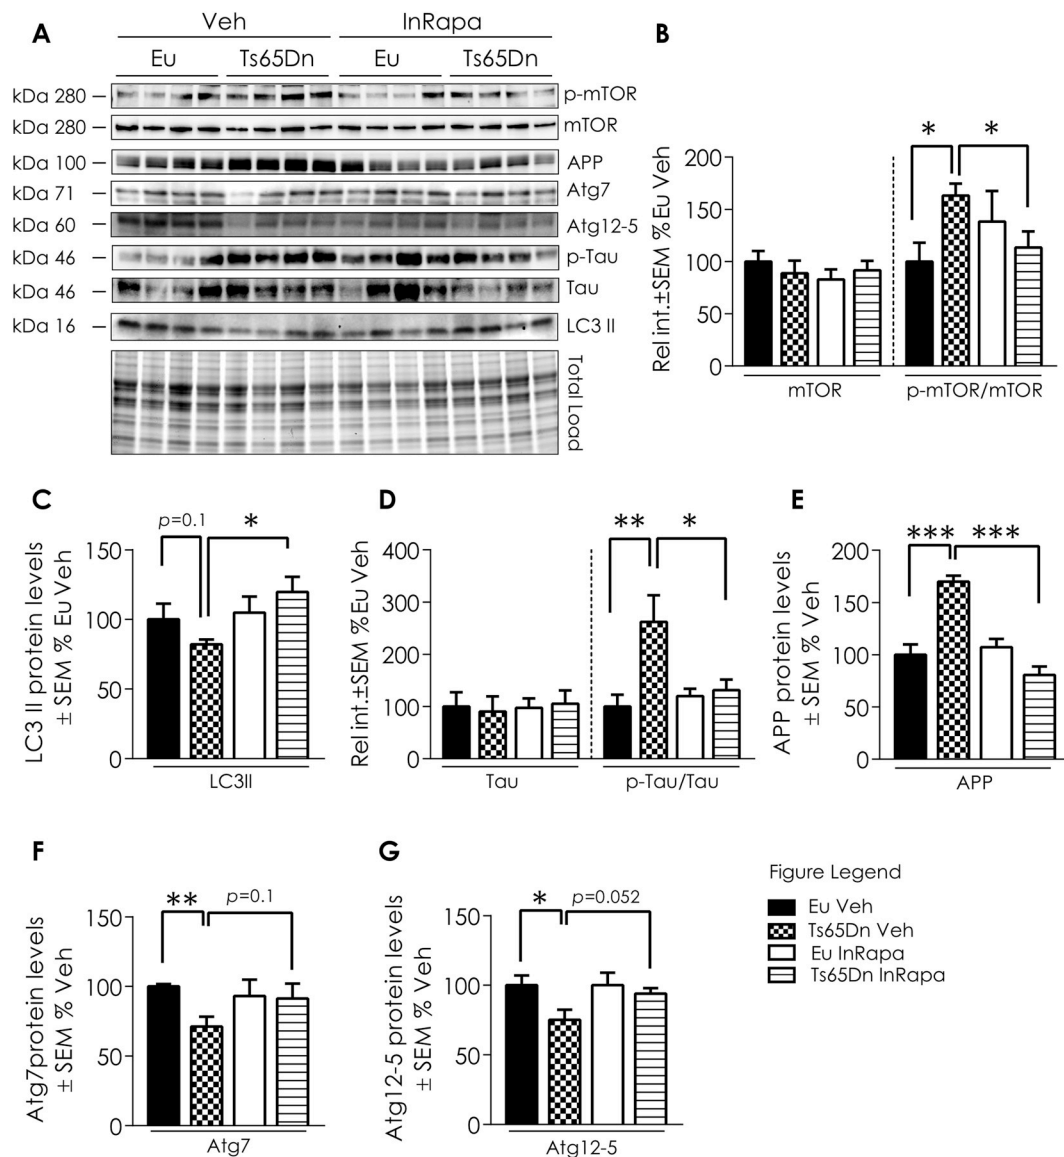 A
Veh InRapa
Eu Ts65Dn Eu Ts65Dn
kDa 280 p-mTOR
kDa 280 mTOR
kDa 100 APP
kDa 71 Atg7
kDa 60 Atg12-5
kDa 46 p-Tau
kDa 46 Tau
kDa 16 LC3 II
Total Load
B
Rel int.±SEM %Eu Veh
200
150
100
50
0
* *
mTOR p-mTOR/mTOR
C
LC3 II protein levels
± SEM % Eu Veh
150
100
50
0
p=0.1 *
LC3II
D
Rel int.±SEM %Eu Veh
400
300
200
100
0
** *
Tau p-Tau/Tau
E
APP protein levels
± SEM % Veh
200
150
100
50
0
*** ***
APP
F
Atg7protein levels
± SEM % Veh
150
100
50
0
** p=0.1
Atg7
G
Atg12-5 protein levels
± SEM % Veh
150
100
50
0
* p=0.052
Atg12-5
Figure Legend
Eu Veh
Ts65Dn Veh
Eu InRapa
Ts65Dn InRapa